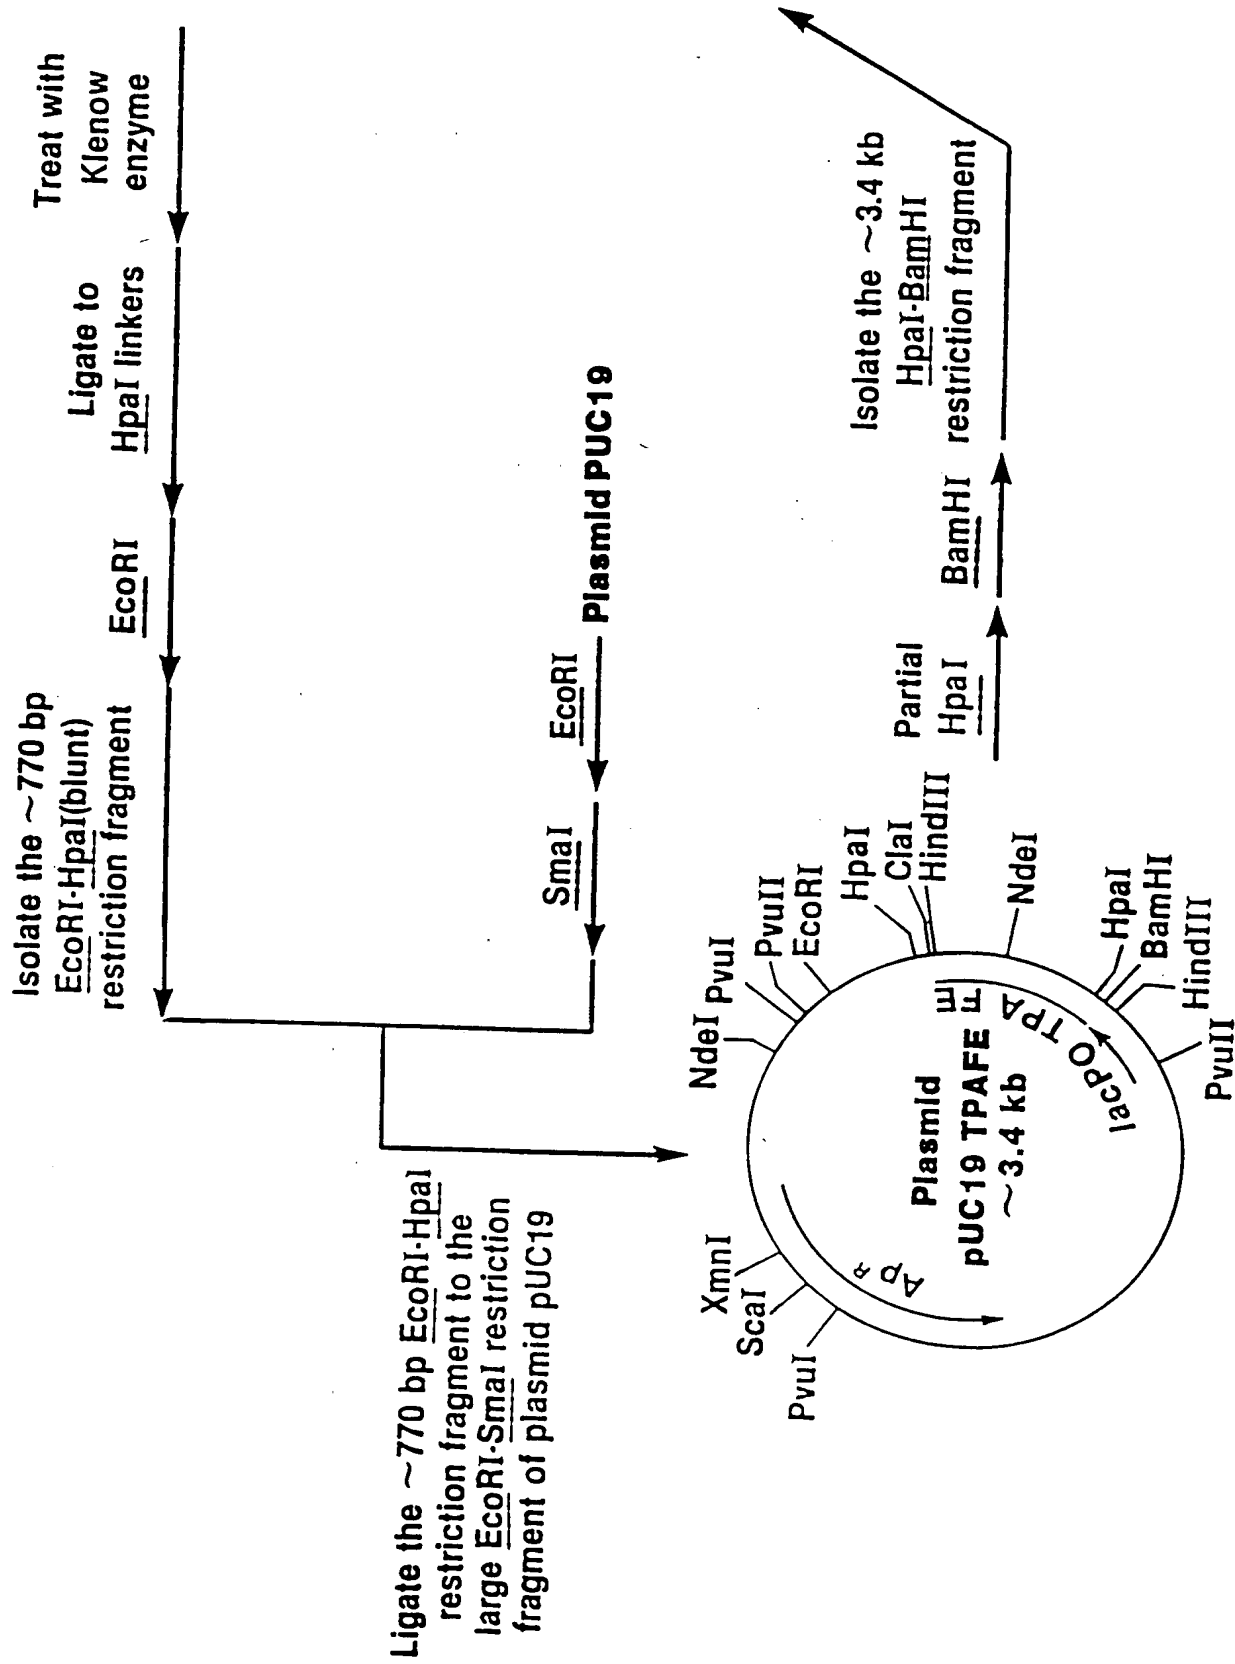 Treat with
Klenow
enzyme
Ligate to
HpaI linkers
EcoRI
Isolate the ~770 bp
EcoRI-HpaI(blunt)
restriction fragment
Plasmid PUC19
EcoRI
SmaI
Ligate the ~770 bp EcoRI-HpaI
restriction fragment to the
large EcoRI-SmaI restriction
fragment of plasmid pUC19
Plasmid
pUC19 TPAFE
~3.4 kb
XmnI
ScaI
PvuI
NdeI
PvuI
PvuII
EcoRI
HpaI
ClaI
HindIII
NdeI
HpaI
BamHI
HindIII
PvuII
ApR
F E
TPA
lacPO
Partial
HpaI
BamHI
Isolate the ~3.4 kb
HpaI-BamHI
restriction fragment